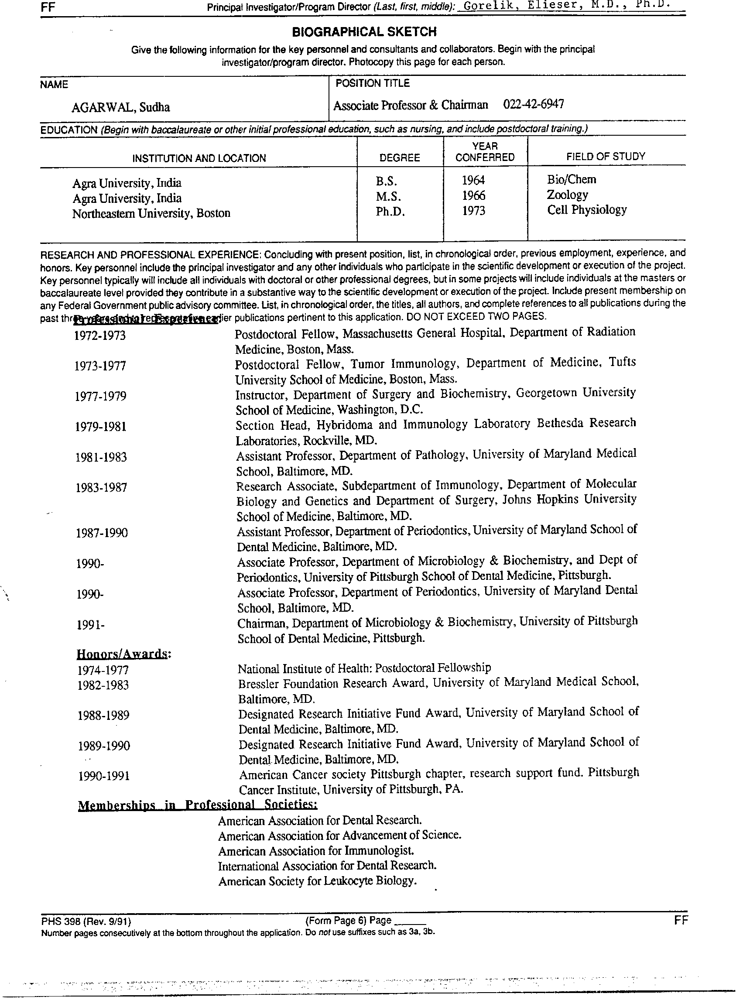 FF Principal Investigator/Program Director (Last, first, middle): Gorelik, Elieser, M.D., Ph.D.
BIOGRAPHICAL SKETCH
Give the following information for the key personnel and consultants and collaborators. Begin with the principal
investigator/program director. Photocopy this page for each person.
NAME POSITION TITLE
AGARWAL, Sudha Associate Professor & Chairman 022-42-6947
EDUCATION (Begin with baccalaureate or other initial professional education, such as nursing, and include postdoctoral training.)
INSTITUTION AND LOCATION DEGREE YEAR CONFERRED FIELD OF STUDY
Agra University, India B.S. 1964 Bio/Chem
Agra University, India M.S. 1966 Zoology
Northeastern University, Boston Ph.D. 1973 Cell Physiology
RESEARCH AND PROFESSIONAL EXPERIENCE: Concluding with present position, list, in chronological order, previous employment, experience, and
honors. Key personnel include the principal investigator and any other individuals who participate in the scientific development or execution of the project.
Key personnel typically will include all individuals with doctoral or other professional degrees, but in some projects will include individuals at the masters or
baccalaureate level provided they contribute in a substantive way to the scientific development or execution of the project. Include present membership on
any Federal Government public advisory committee. List, in chronological order, the titles, all authors, and complete references to all publications during the
past publications pertinent to this application. DO NOT EXCEED TWO PAGES.
Professional Experience:
1972-1973 Postdoctoral Fellow, Massachusetts General Hospital, Department of Radiation
Medicine, Boston, Mass.
1973-1977 Postdoctoral Fellow, Tumor Immunology, Department of Medicine, Tufts
University School of Medicine, Boston, Mass.
1977-1979 Instructor, Department of Surgery and Biochemistry, Georgetown University
School of Medicine, Washington, D.C.
1979-1981 Section Head, Hybridoma and Immunology Laboratory Bethesda Research
Laboratories, Rockville, MD.
1981-1983 Assistant Professor, Department of Pathology, University of Maryland Medical
School, Baltimore, MD.
1983-1987 Research Associate, Subdepartment of Immunology, Department of Molecular
Biology and Genetics and Department of Surgery, Johns Hopkins University
School of Medicine, Baltimore, MD.
1987-1990 Assistant Professor, Department of Periodontics, University of Maryland School of
Dental Medicine, Baltimore, MD.
1990- Associate Professor, Department of Microbiology & Biochemistry, and Dept of
Periodontics, University of Pittsburgh School of Dental Medicine, Pittsburgh.
1990- Associate Professor, Department of Periodontics, University of Maryland Dental
School, Baltimore, MD.
1991- Chairman, Department of Microbiology & Biochemistry, University of Pittsburgh
School of Dental Medicine, Pittsburgh.
Honors/Awards:
1974-1977 National Institute of Health: Postdoctoral Fellowship
1982-1983 Bressler Foundation Research Award, University of Maryland Medical School,
Baltimore, MD.
1988-1989 Designated Research Initiative Fund Award, University of Maryland School of
Dental Medicine, Baltimore, MD.
1989-1990 Designated Research Initiative Fund Award, University of Maryland School of
Dental Medicine, Baltimore, MD.
1990-1991 American Cancer society Pittsburgh chapter, research support fund. Pittsburgh
Cancer Institute, University of Pittsburgh, PA.
Memberships in Professional Societies:
American Association for Dental Research.
American Association for Advancement of Science.
American Association for Immunologist.
International Association for Dental Research.
American Society for Leukocyte Biology.
PHS 398 (Rev. 9/91) (Form Page 6) Page ______ FF
Number pages consecutively at the bottom throughout the application. Do not use suffixes such as 3a, 3b.